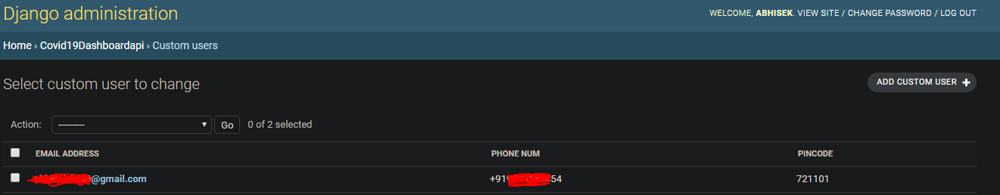 Django administration
WELCOME, ABHISEK. VIEW SITE / CHANGE PASSWORD / LOG OUT
Home › Covid19Dashboardapi › Custom users
Select custom user to change
ADD CUSTOM USER +
Action: --------- Go 0 of 2 selected
EMAIL ADDRESS PHONE NUM PINCODE
@gmail.com +91 54 721101